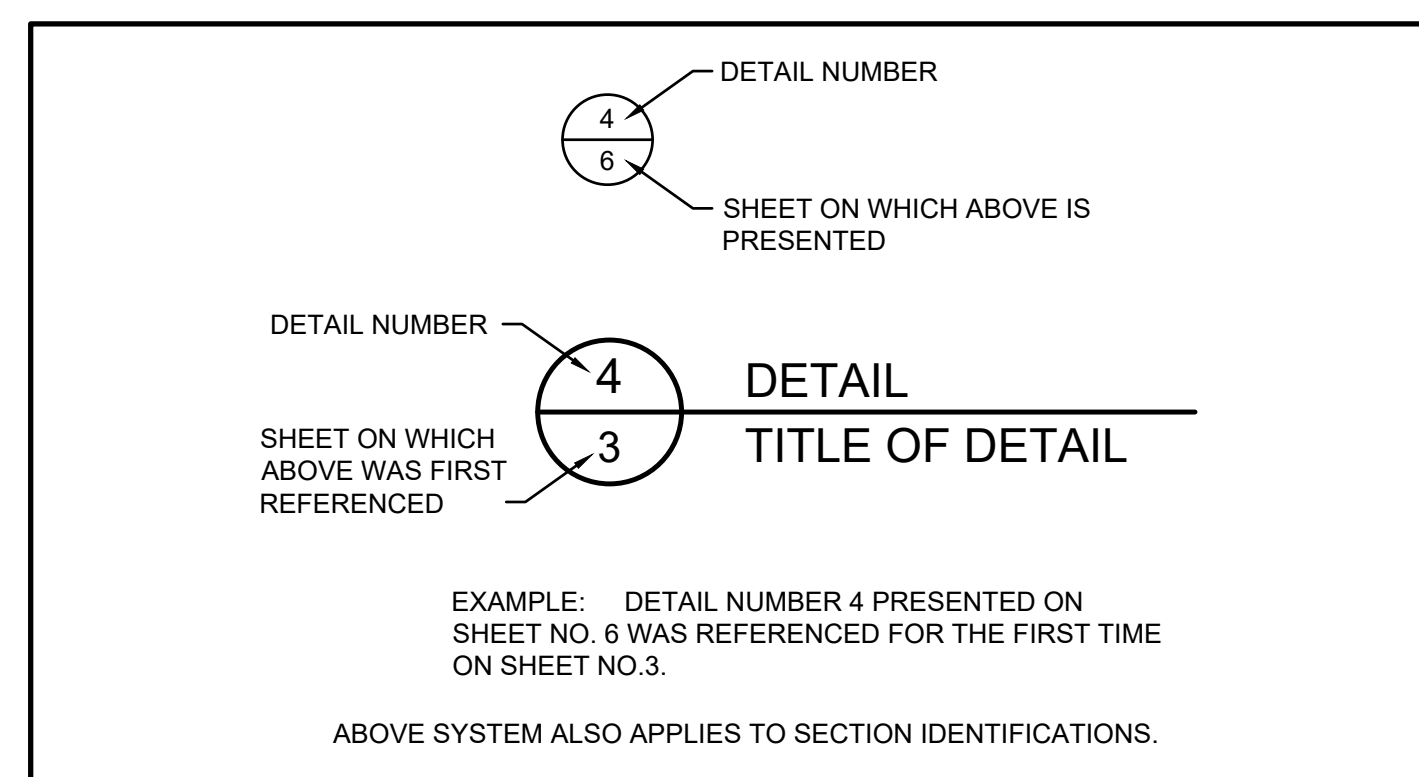 DETAIL NUMBER
4
6
SHEET ON WHICH ABOVE IS
PRESENTED
DETAIL NUMBER
4
DETAIL
SHEET ON WHICH
ABOVE WAS FIRST
REFERENCED
3
TITLE OF DETAIL
EXAMPLE: DETAIL NUMBER 4 PRESENTED ON
SHEET NO. 6 WAS REFERENCED FOR THE FIRST TIME
ON SHEET NO.3.
ABOVE SYSTEM ALSO APPLIES TO SECTION IDENTIFICATIONS.